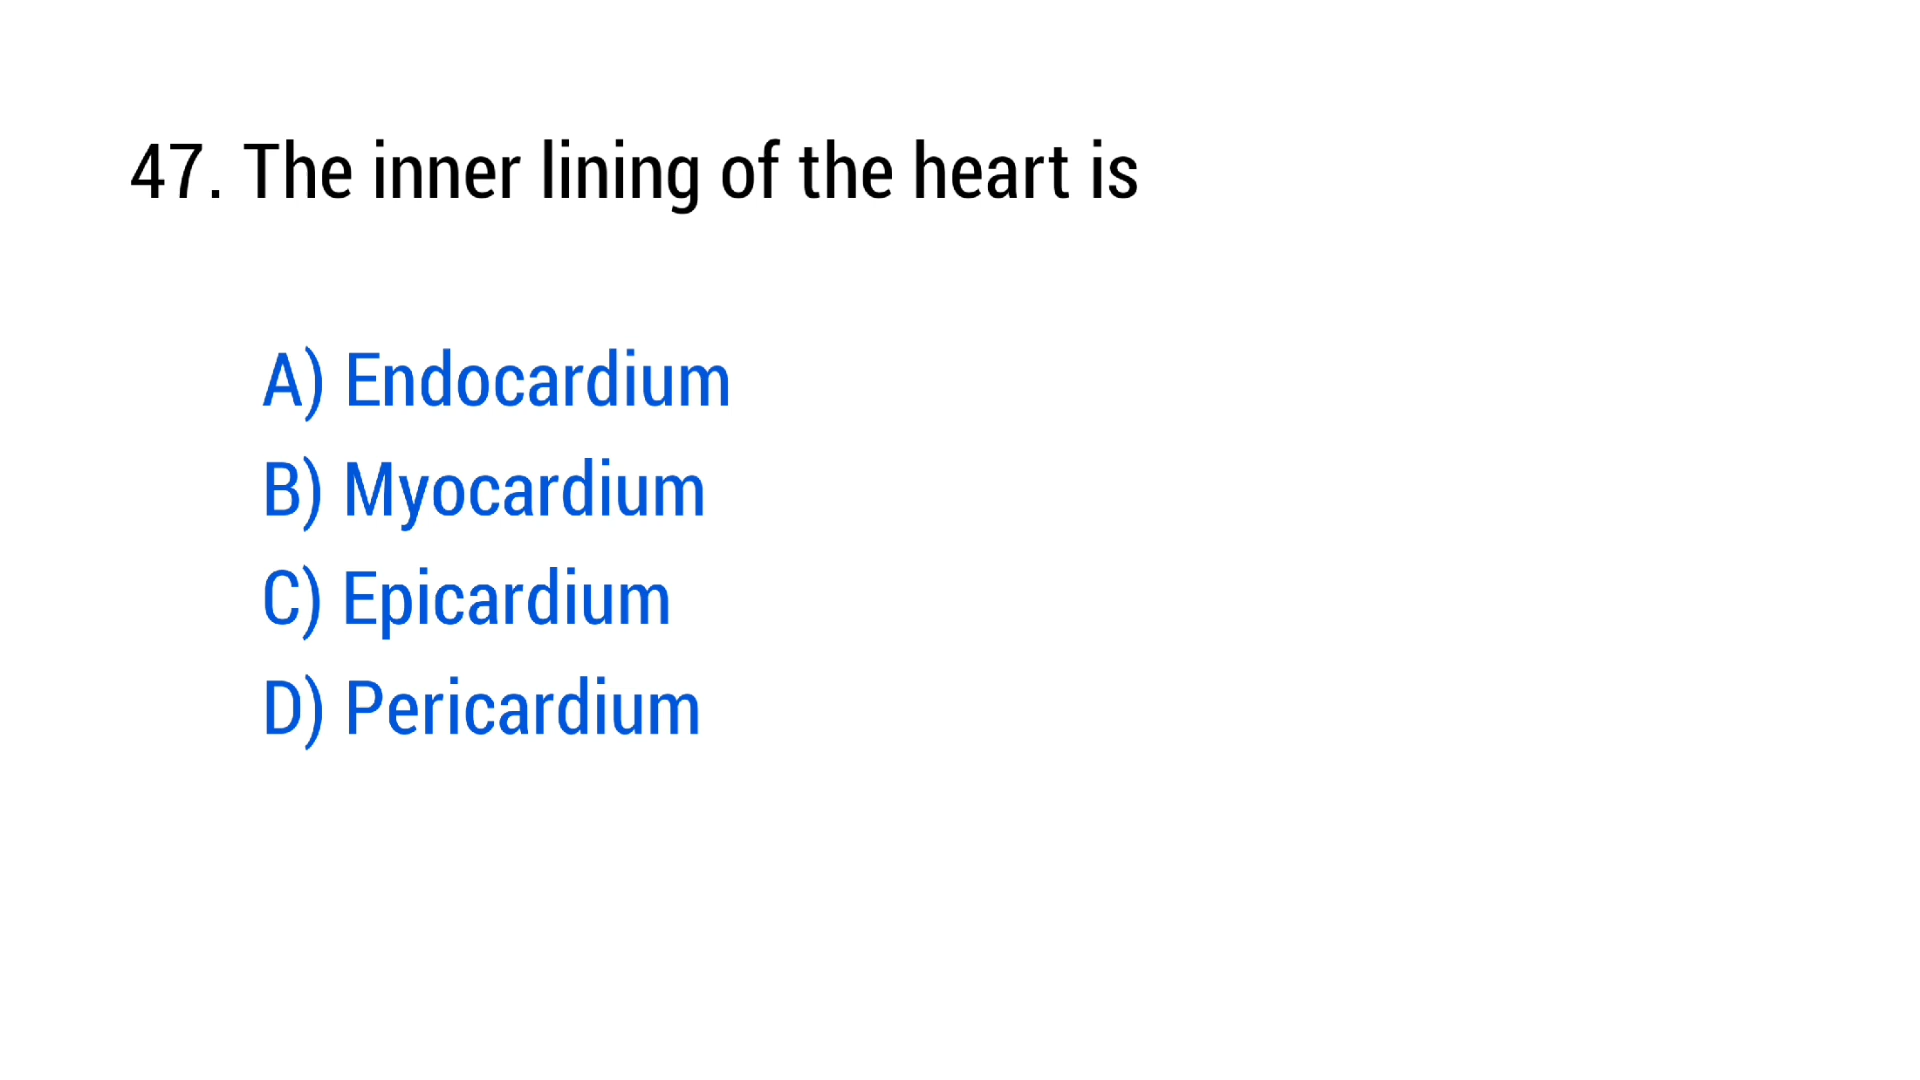 47. The inner lining of the heart is
A) Endocardium
B) Myocardium
C) Epicardium
D) Pericardium